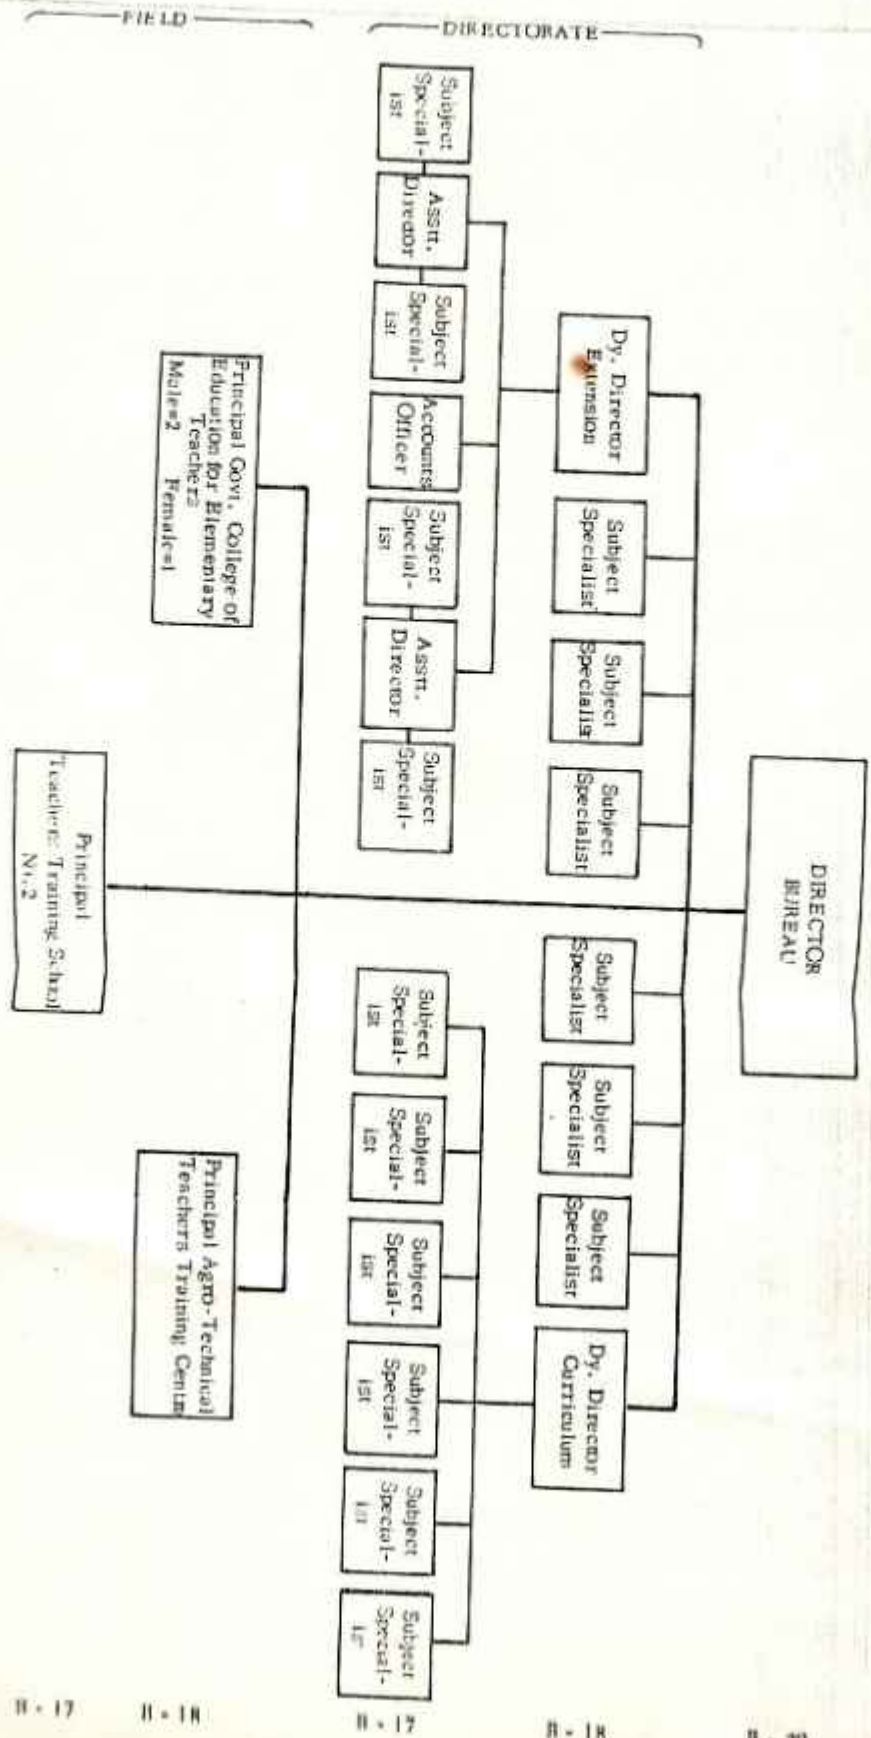 DIRECTOR
BUREAU
DIRECTORATE
Dy. Director
Extension
Subject
Specialist
Subject
Specialist
Subject
Specialist
Subject
Specialist
Subject
Specialist
Subject
Specialist
Dy. Director
Curriculum
Subject
Special-
ist
Asstt.
Director
Subject
Special-
ist
Accounts
Officer
Subject
Special-
ist
Asstt.
Director
Subject
Special-
ist
Subject
Special-
ist
Subject
Special-
ist
Subject
Special-
ist
Subject
Special-
ist
Subject
Special-
ist
Subject
Special-
ist
FIELD
Principal Govt. College of
Education for Elementary
Teachers
Male=2 Female=1
Principal Agro-Technical
Teachers Training Centre
Principal
Teachers Training School
18
17
18
17